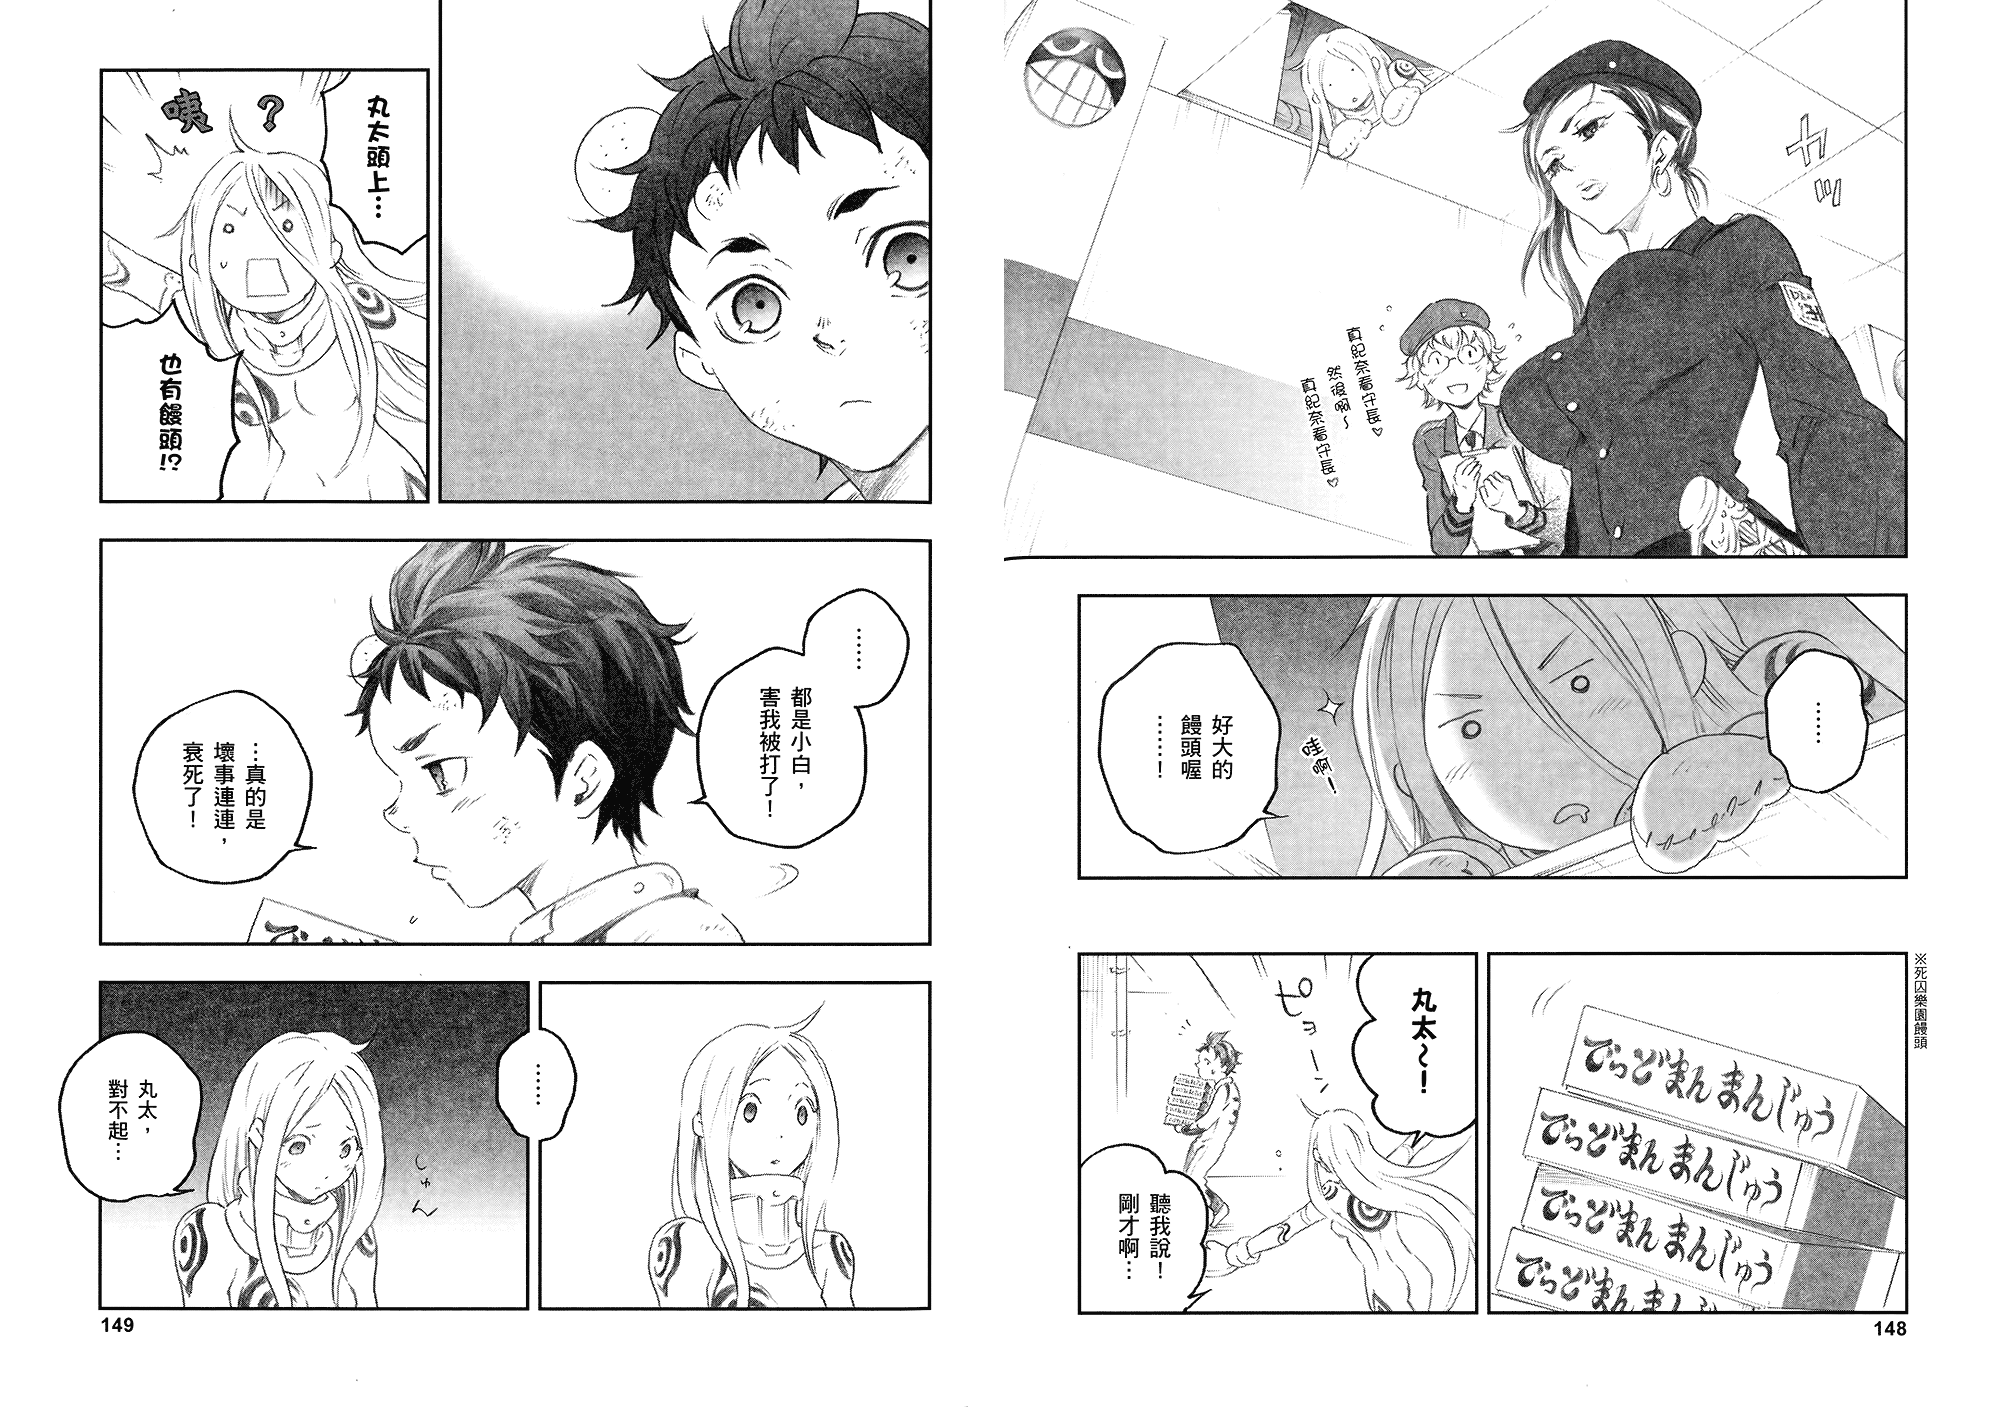 カ
ツ
真紀奈看守長♡
然後啊～
真紀奈看守長♡
……
哇啊！
好大的
饅頭喔
……！
※死囚樂園饅頭
でっどまんまんじゅう
でっどまんまんじゅう
でっどまんまんじゅう
でっどまんまんじゅう
丸太～！
ぴょーン
聽我說！
剛才啊…
148
丸太頭上…
咦？
也有饅頭!?
……
都是小白，
害我被打了！
…真的是
壞事連連，
衰死了！
……
しゅん
丸太，
對不起…
149